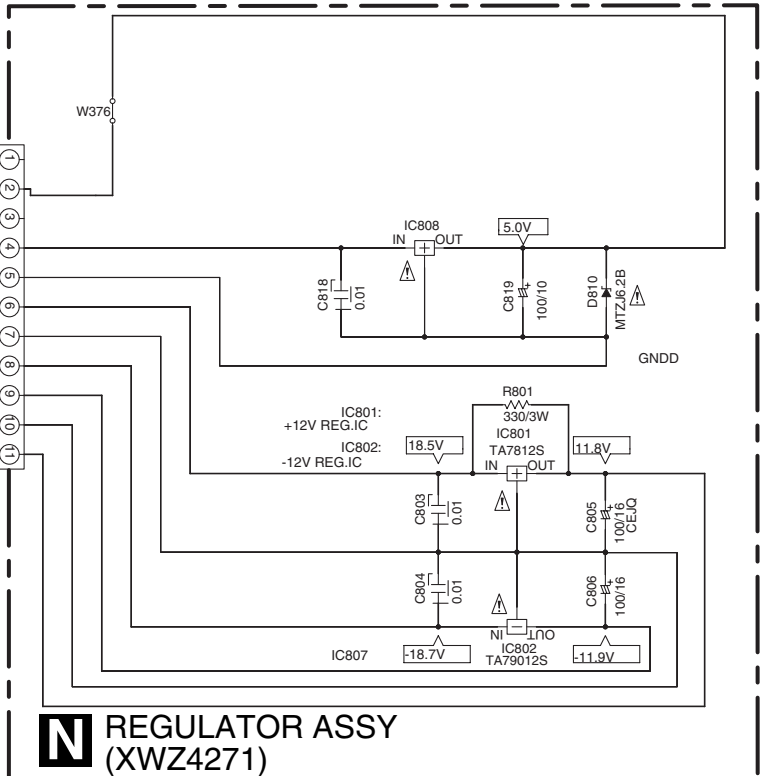 W376
1
2
3
4
5
6
7
8
9
10
11
IC808
IN OUT
5.0V
C818
0.01
C819
100/10
D810
MTZJ6.2B
GNDD
R801
330/3W
IC801:
+12V REG.IC
IC802:
-12V REG.IC
18.5V
IC801
TA7812S
IN OUT
11.8V
C803
0.01
C805
100/16
CEJQ
C804
0.01
C806
100/16
IN OUT
IC807
-18.7V
IC802
TA79012S
-11.9V
N REGULATOR ASSY
(XWZ4271)